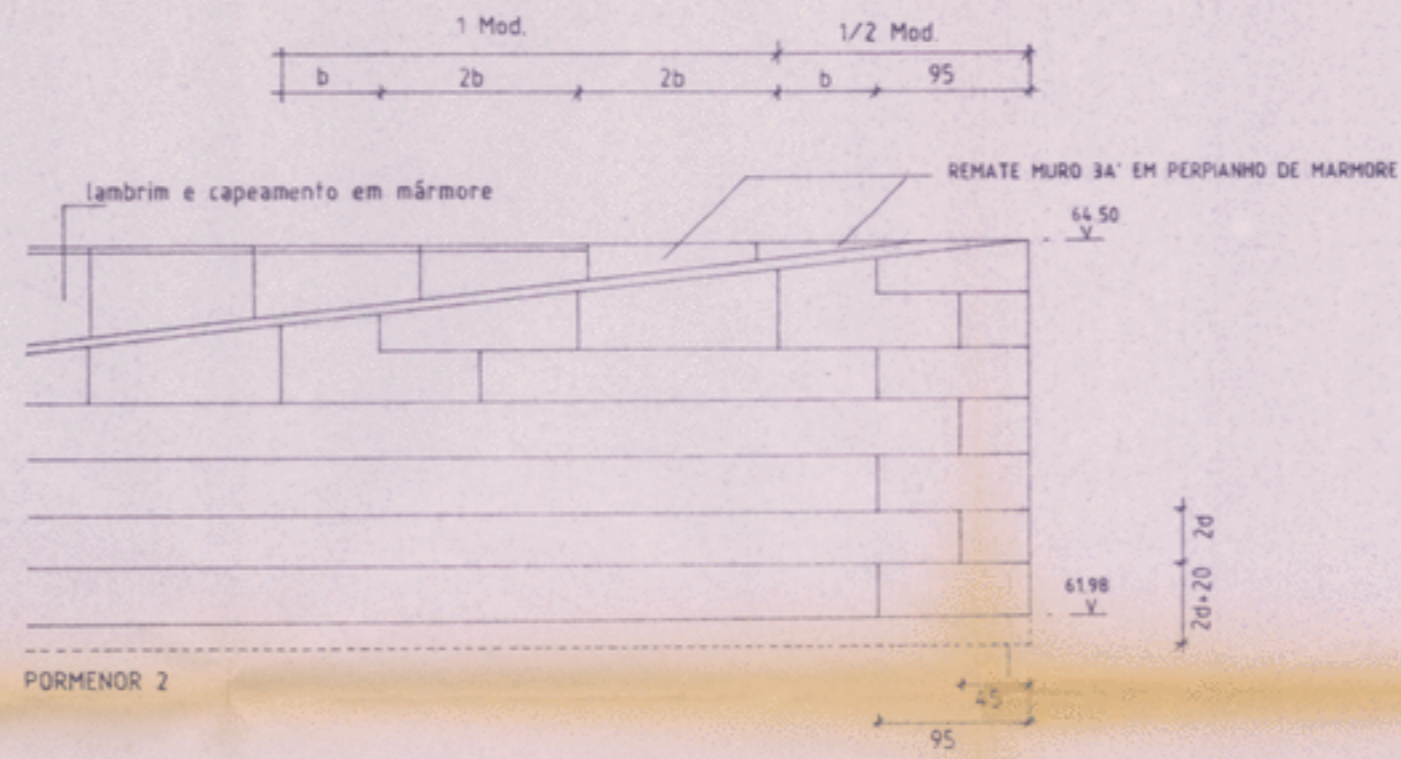 1 Mod.
1/2 Mod.
b
2b
2b
b
95
REMATE MURO 3A' EM PERPIANHO DE MARMORE
lambrim e capeamento em mármore
64.50
2d
61.98
2d+20
PORMENOR 2
45
95